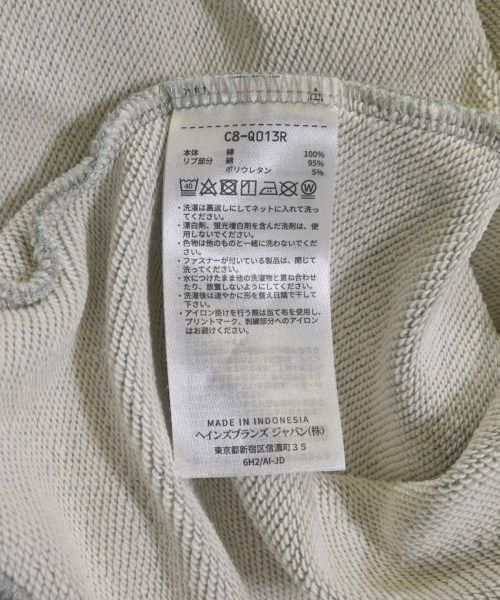 C8-Q013R
本体 綿 100%
リブ部分 綿 95%
ポリウレタン 5%
40 W
・洗濯は裏返しにしてネットに入れて洗っ
てください。
・漂白剤、蛍光増白剤を含んだ洗剤は、使
用しないでください。
・色物は他のものと一緒に洗わないでくだ
さい。
・ファスナーが付いている製品は、閉じて
洗ってください。
・水につけたまま他の洗濯物と重ね合わせ
たり、放置しないようにしてください。
・洗濯後は速やかに形を整え日陰で干して
下さい。
・アイロン掛けを行う際は当て布を使用し、
プリントマーク、刺繍部分へのアイロン
はお避けください。
MADE IN INDONESIA
ヘインズブランズ ジャパン(株)
東京都新宿区信濃町35
6H2/AI-JD